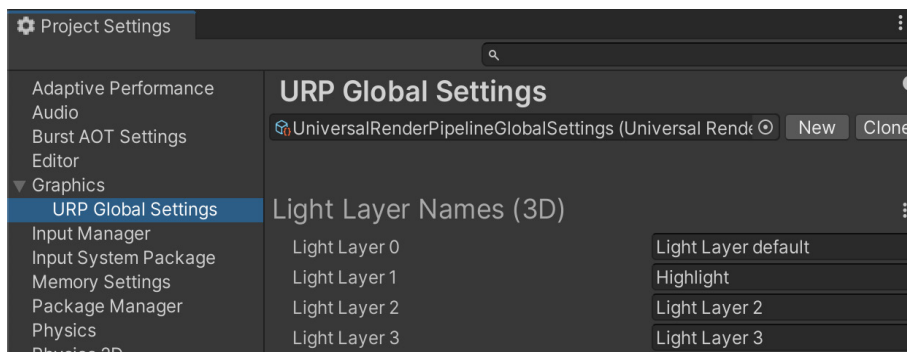 Project Settings
Adaptive Performance
Audio
Burst AOT Settings
Editor
Graphics
URP Global Settings
Input Manager
Input System Package
Memory Settings
Package Manager
Physics
URP Global Settings
UniversalRenderPipelineGlobalSettings (Universal Rende
New
Clone
Light Layer Names (3D)
Light Layer 0 Light Layer default
Light Layer 1 Highlight
Light Layer 2 Light Layer 2
Light Layer 3 Light Layer 3